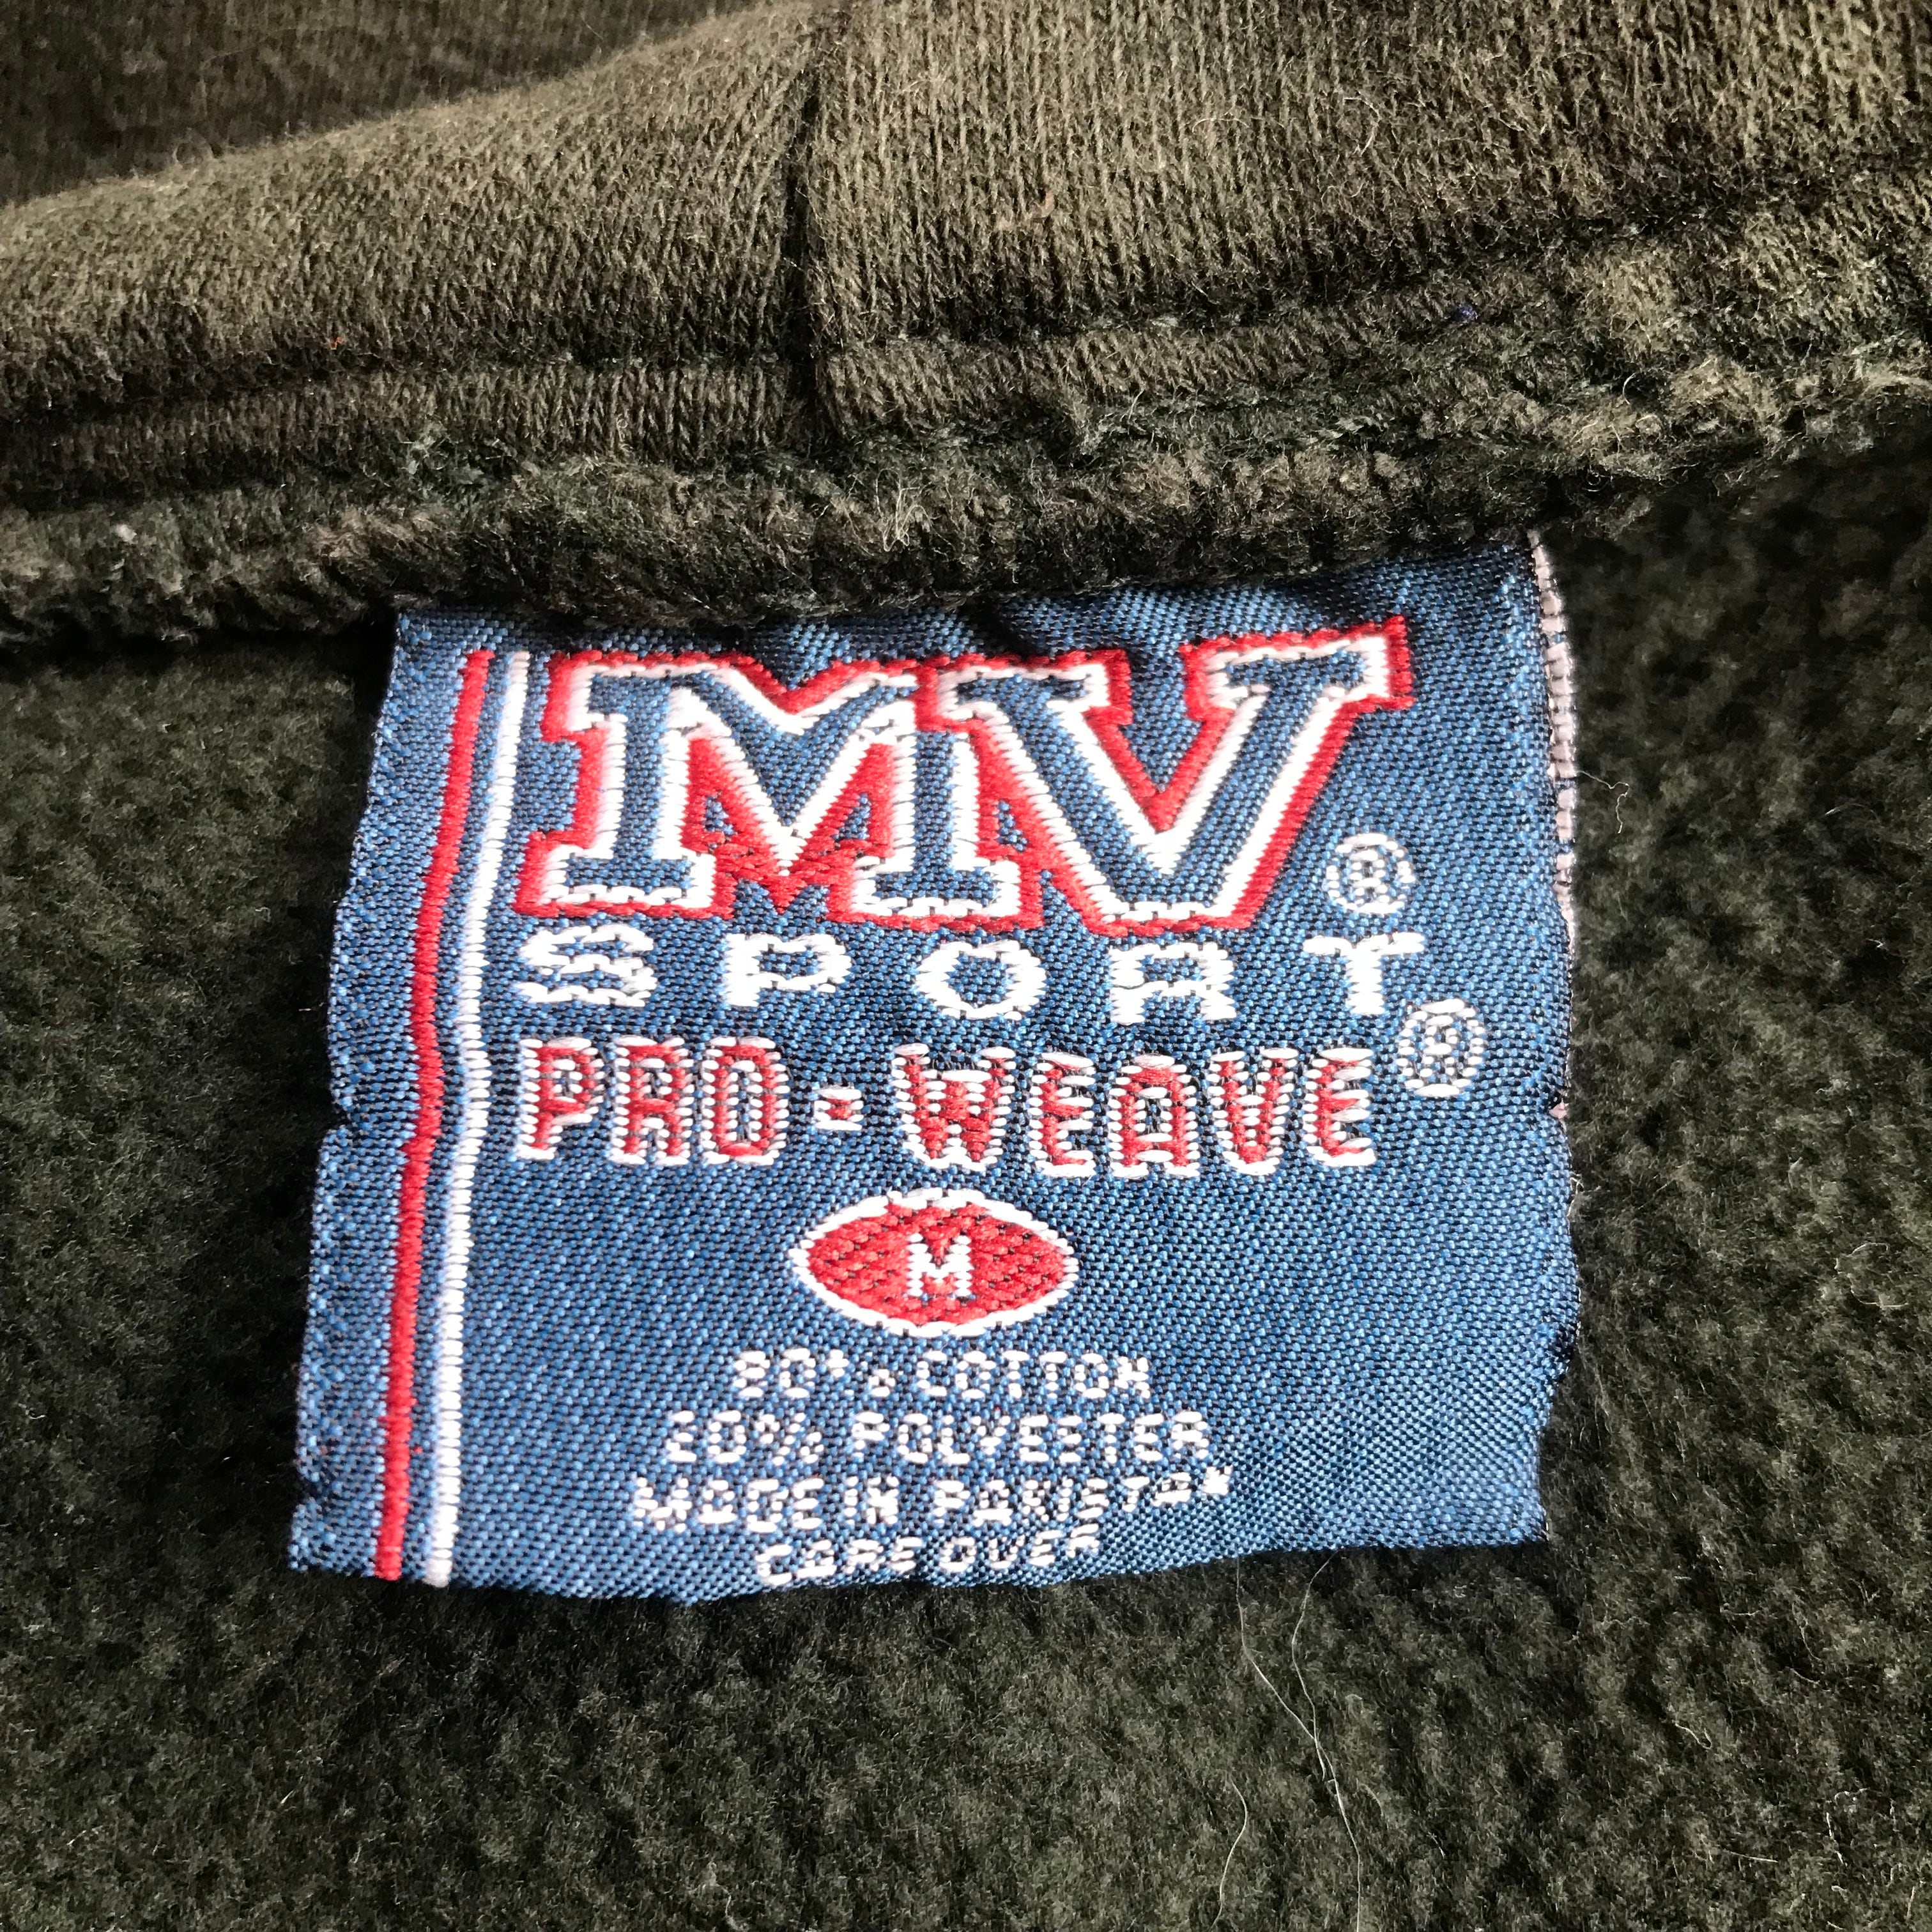 MV®
SPORT
PRO-WEAVE®
M
80% COTTON
20% POLYESTER
MADE IN PAKISTAN
CARE OVER